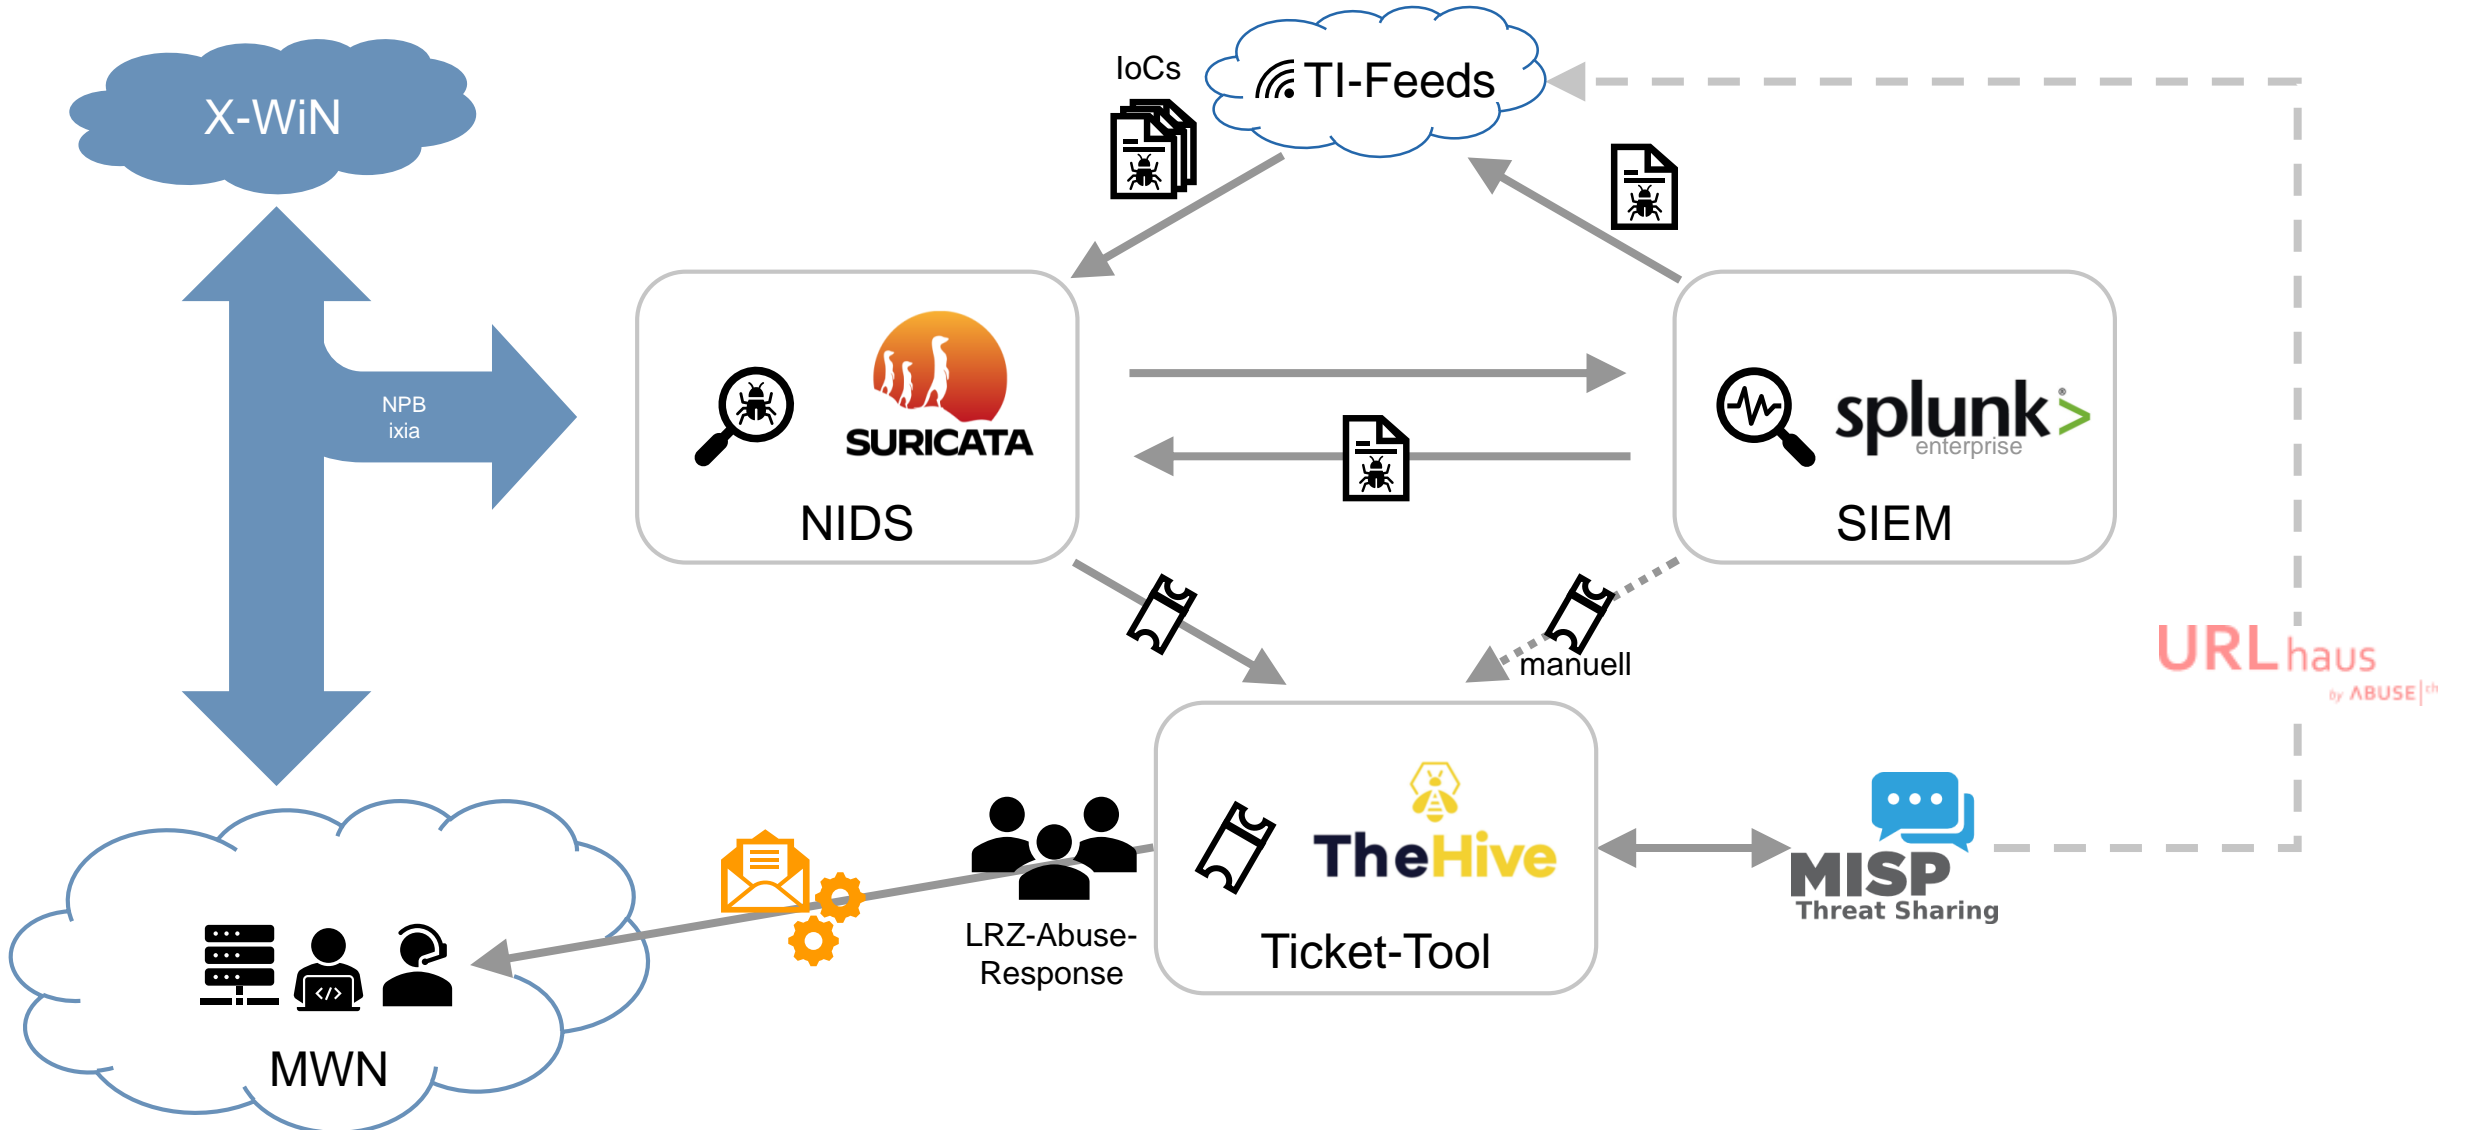 X-WiN
IoCs
TI-Feeds
NPB
ixia
SURICATA
NIDS
splunk>®
enterprise
SIEM
manuell
URLhaus
by ABUSE|ch
LRZ-Abuse-
Response
TheHive
Ticket-Tool
MISP
Threat Sharing
</>
MWN